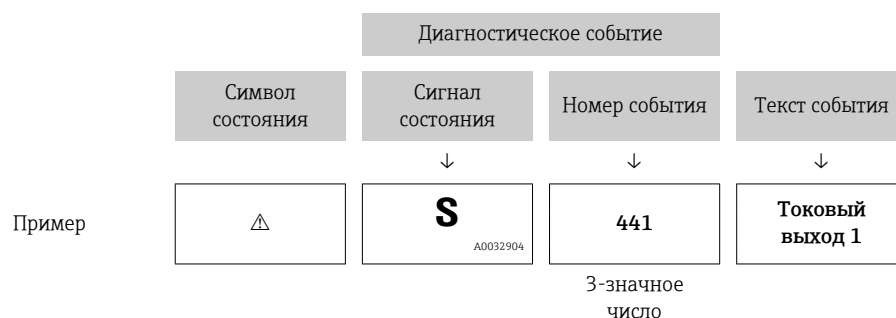 Диагностическое событие
Символ
состояния
Сигнал
состояния
Номер события
Текст события
↓
↓
↓
Пример
⚠
S
A0032904
441
Токовый
выход 1
3-значное
число